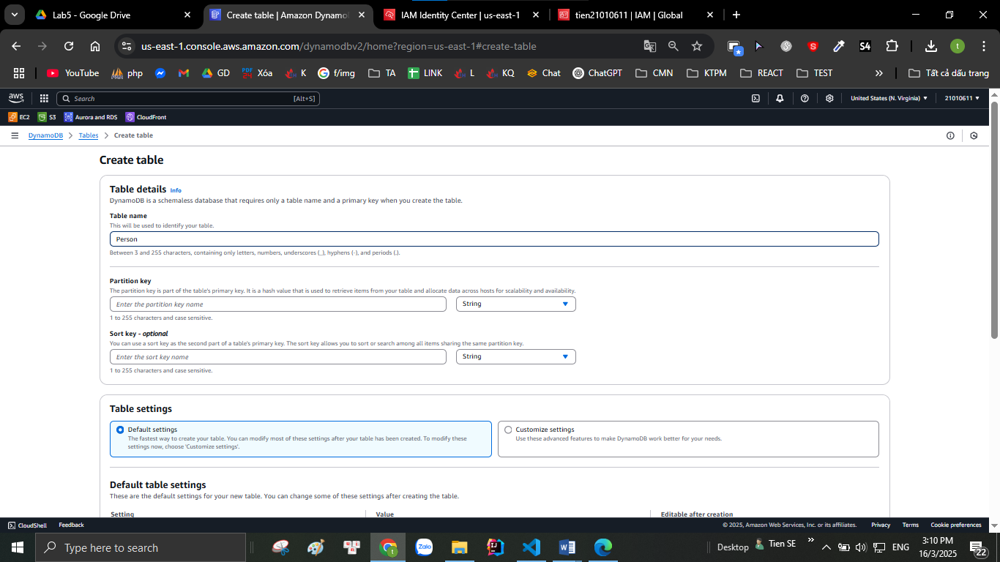 Lab5 - Google Drive
Create table | Amazon Dynamo
IAM Identity Center | us-east-1
tien21010611 | IAM | Global
us-east-1.console.aws.amazon.com/dynamodbv2/home?region=us-east-1#create-table
YouTube
php
GD
PDF 24
Xóa
K
f/img
TA
LINK
L
KQ
Chat
ChatGPT
CMN
KTPM
REACT
TEST
Tất cả dấu trang
aws
Search
[Alt+S]
United States (N. Virginia)
21010611
EC2
S3
Aurora and RDS
CloudFront
DynamoDB
Tables
Create table
Create table
Table details Info
DynamoDB is a schemaless database that requires only a table name and a primary key when you create the table.
Table name
This will be used to identify your table.
Person
Between 3 and 255 characters, containing only letters, numbers, underscores (_), hyphens (-), and periods (.).
Partition key
The partition key is part of the table's primary key. It is a hash value that is used to retrieve items from your table and allocate data across hosts for scalability and availability.
Enter the partition key name
String
1 to 255 characters and case sensitive.
Sort key - optional
You can use a sort key as the second part of a table's primary key. The sort key allows you to sort or search among all items sharing the same partition key.
Enter the sort key name
String
1 to 255 characters and case sensitive.
Table settings
Default settings
The fastest way to create your table. You can modify most of these settings after your table has been created. To modify these
settings now, choose 'Customize settings'.
Customize settings
Use these advanced features to make DynamoDB work better for your needs.
Default table settings
These are the default settings for your new table. You can change some of these settings after creating the table.
Setting
Value
Editable after creation
CloudShell
Feedback
© 2025, Amazon Web Services, Inc. or its affiliates.
Privacy
Terms
Cookie preferences
Type here to search
Zalo
Desktop
Tien SE
ENG
3:10 PM
16/3/2025
22